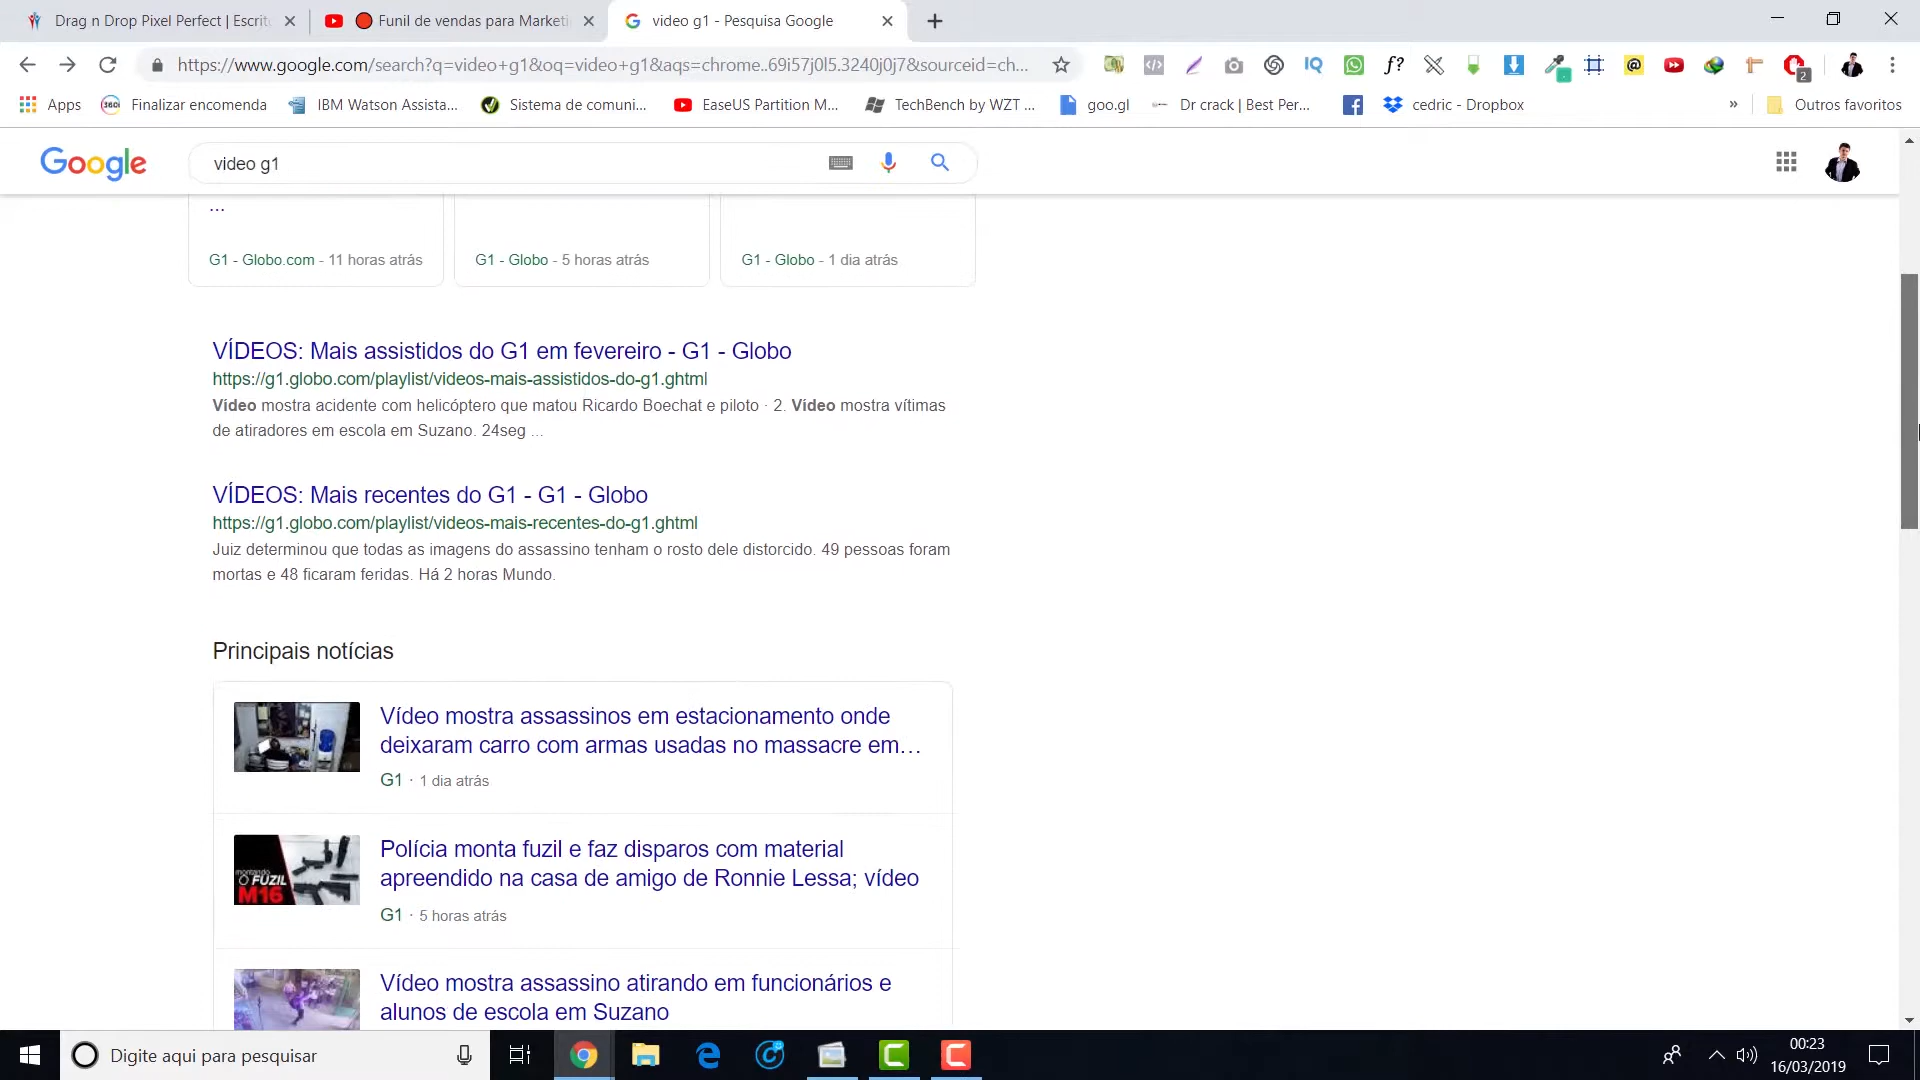 Drag n Drop Pixel Perfect | Escrit
Funil de vendas para Marketi
video g1 - Pesquisa Google
https://www.google.com/search?q=video+g1&oq=video+g1&aqs=chrome..69i57j0l5.3240j0j7&sourceid=ch...
IQ
f?
2
Apps
Finalizar encomenda
IBM Watson Assista...
Sistema de comuni...
EaseUS Partition M...
TechBench by WZT ...
goo.gl
Dr crack | Best Per...
cedric - Dropbox
»
Outros favoritos
Google
video g1
...
G1 - Globo.com - 11 horas atrás
G1 - Globo - 5 horas atrás
G1 - Globo - 1 dia atrás
VÍDEOS: Mais assistidos do G1 em fevereiro - G1 - Globo
https://g1.globo.com/playlist/videos-mais-assistidos-do-g1.ghtml
Vídeo mostra acidente com helicóptero que matou Ricardo Boechat e piloto · 2. Vídeo mostra vítimas
de atiradores em escola em Suzano. 24seg ...
VÍDEOS: Mais recentes do G1 - G1 - Globo
https://g1.globo.com/playlist/videos-mais-recentes-do-g1.ghtml
Juiz determinou que todas as imagens do assassino tenham o rosto dele distorcido. 49 pessoas foram
mortas e 48 ficaram feridas. Há 2 horas Mundo.
Principais notícias
Vídeo mostra assassinos em estacionamento onde
deixaram carro com armas usadas no massacre em...
G1 · 1 dia atrás
montando
O FUZIL
M16
Polícia monta fuzil e faz disparos com material
apreendido na casa de amigo de Ronnie Lessa; vídeo
G1 · 5 horas atrás
Vídeo mostra assassino atirando em funcionários e
alunos de escola em Suzano
Digite aqui para pesquisar
00:23
16/03/2019